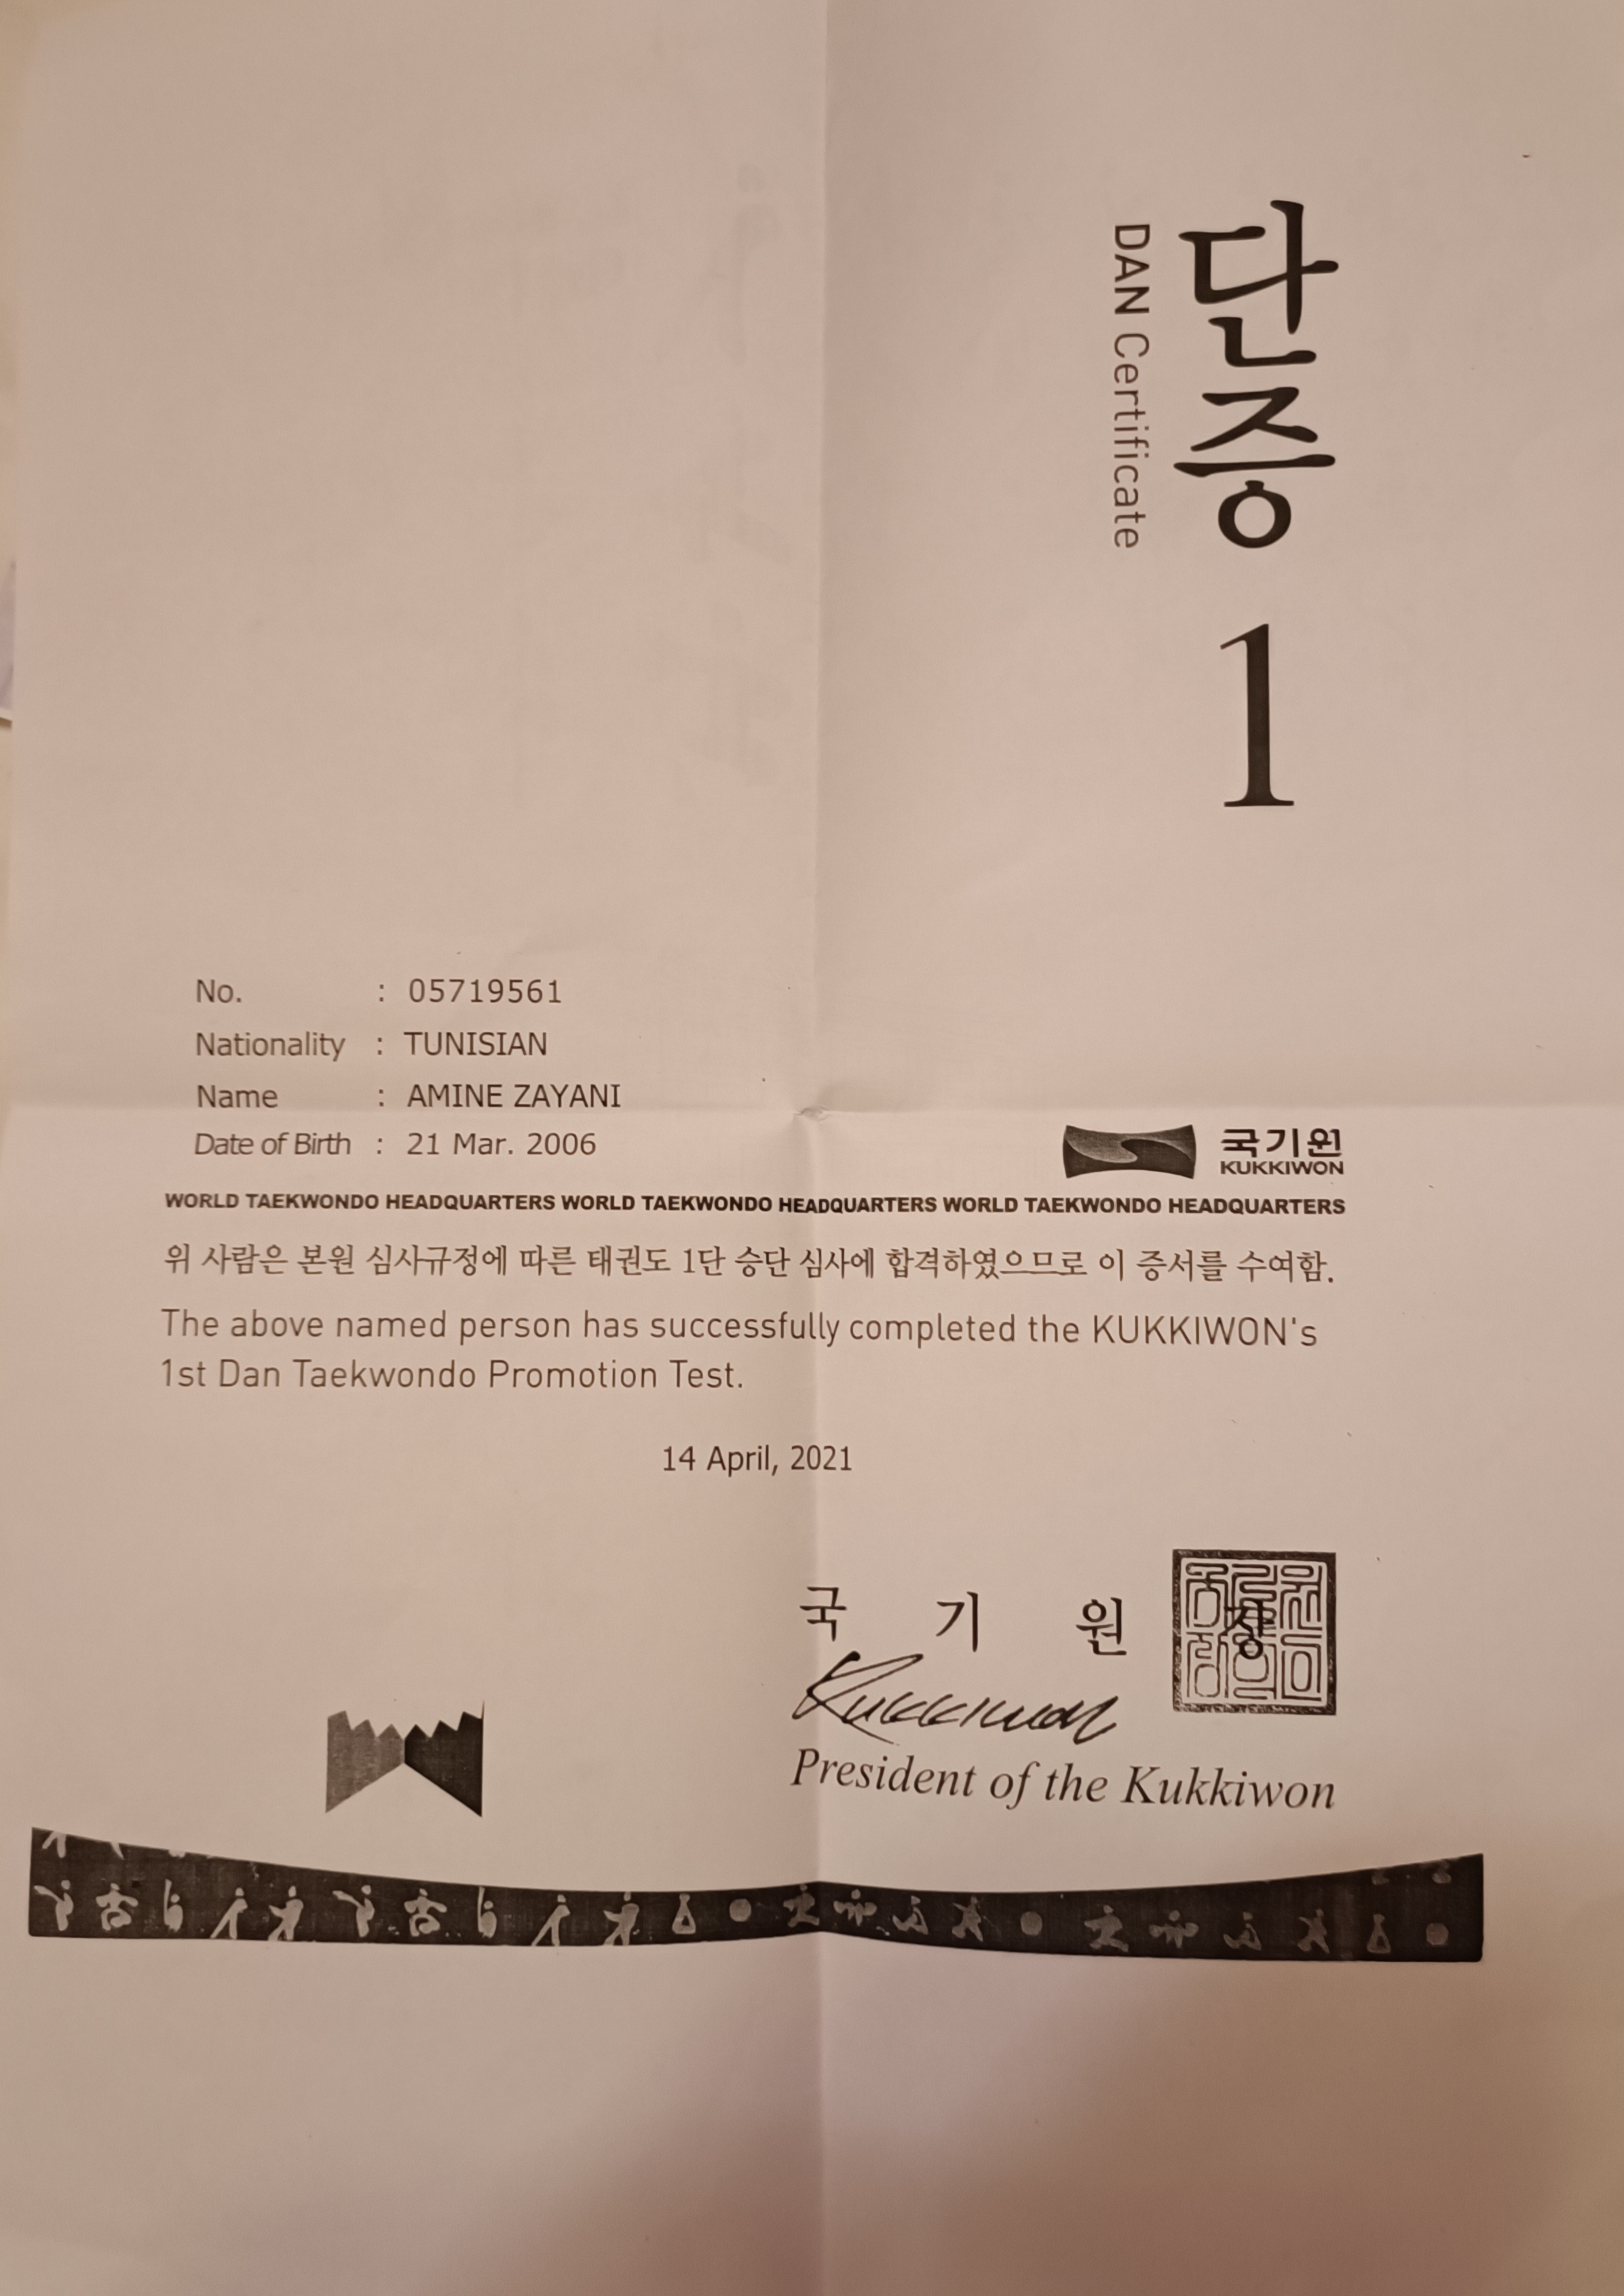 단증
DAN Certificate
1
No. : 05719561
Nationality : TUNISIAN
Name : AMINE ZAYANI
Date of Birth : 21 Mar. 2006
국기원
KUKKIWON
WORLD TAEKWONDO HEADQUARTERS WORLD TAEKWONDO HEADQUARTERS WORLD TAEKWONDO HEADQUARTERS
위 사람은 본원 심사규정에 따른 태권도 1단 승단 심사에 합격하였으므로 이 증서를 수여함.
The above named person has successfully completed the KUKKIWON's
1st Dan Taekwondo Promotion Test.
14 April, 2021
국 기 원 장
Kukkiwon
President of the Kukkiwon